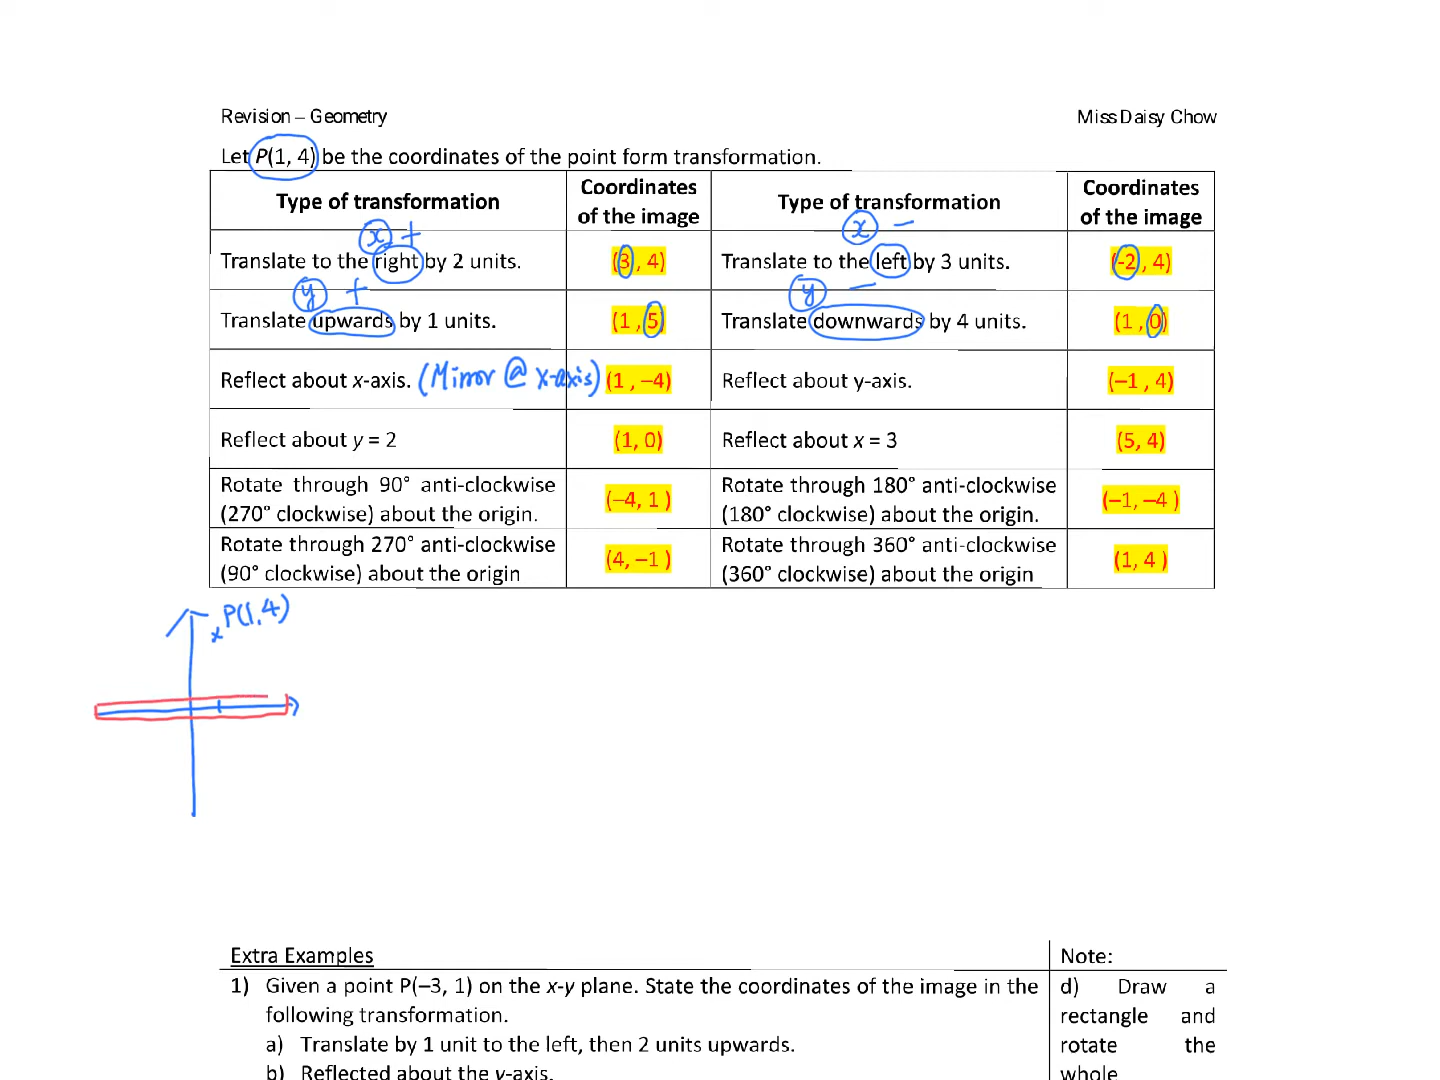 Revision – Geometry
Miss Daisy Chow
Let P(1, 4) be the coordinates of the point form transformation.
Type of transformation
Coordinates
of the image
Type of transformation
Coordinates
of the image
x +
Translate to the right by 2 units.
(3, 4)
x −
Translate to the left by 3 units.
(-2, 4)
y +
Translate upwards by 1 units.
(1 ,5)
y −
Translate downwards by 4 units.
(1 ,0)
Reflect about x-axis. (Mirror @ x-axis)
(1 , –4)
Reflect about y-axis.
(–1 , 4)
Reflect about y = 2
(1, 0)
Reflect about x = 3
(5, 4)
Rotate through 90° anti-clockwise
(270° clockwise) about the origin.
(–4, 1 )
Rotate through 180° anti-clockwise
(180° clockwise) about the origin.
(–1, –4 )
Rotate through 270° anti-clockwise
(90° clockwise) about the origin
(4, –1 )
Rotate through 360° anti-clockwise
(360° clockwise) about the origin
(1, 4 )
x P(1,4)
Extra Examples
Note:
1) Given a point P(–3, 1) on the x-y plane. State the coordinates of the image in the
following transformation.
a) Translate by 1 unit to the left, then 2 units upwards.
b) Reflected about the y-axis.
d) Draw a
rectangle and
rotate the
whole